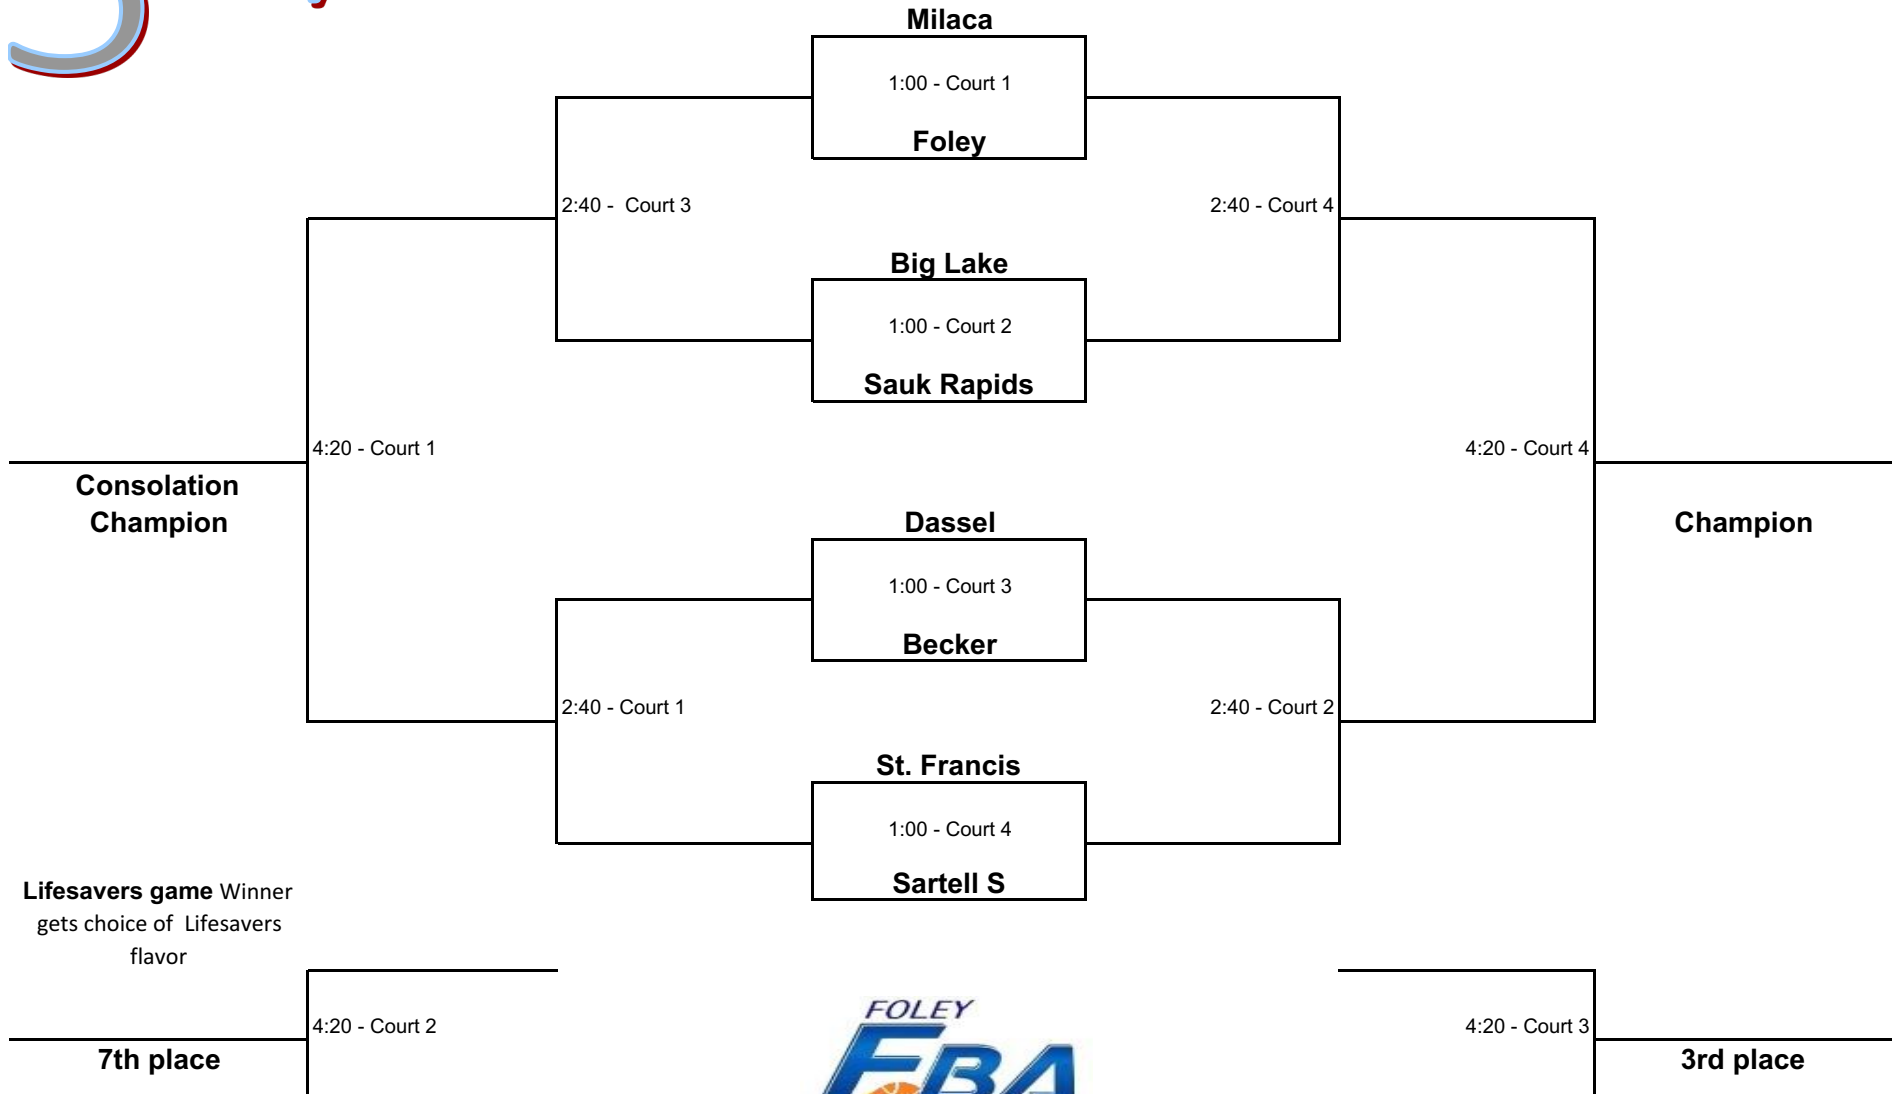 Milaca
1:00 - Court 1
Foley
2:40 -  Court 3
2:40 - Court 4
Big Lake
1:00 - Court 2
Sauk Rapids
4:20 - Court 1
4:20 - Court 4
Consolation
Champion
Champion
Dassel
1:00 - Court 3
Becker
2:40 - Court 1
2:40 - Court 2
St. Francis
1:00 - Court 4
Sartell S
Lifesavers game Winner
gets choice of  Lifesavers
flavor
4:20 - Court 2
7th place
FOLEY
FBA
4:20 - Court 3
3rd place